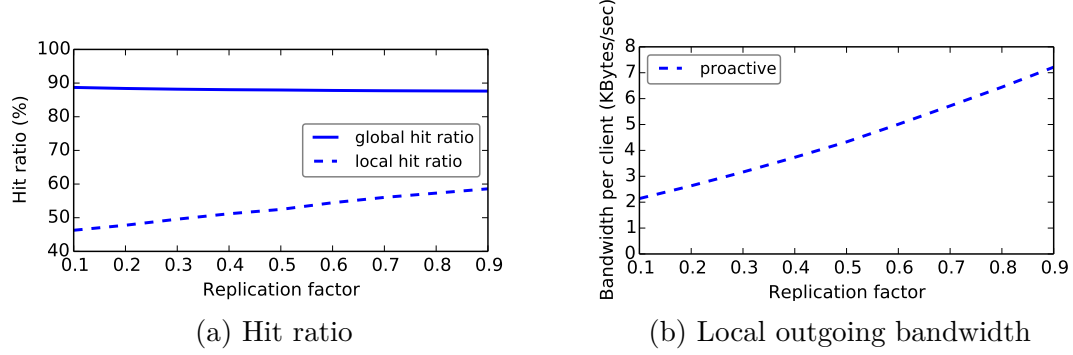 100
90
80
70
60
50
40
Hit ratio (%)
global hit ratio
local hit ratio
0.1 0.2 0.3 0.4 0.5 0.6 0.7 0.8 0.9
Replication factor
(a) Hit ratio
8
7
6
5
4
3
2
1
0
Bandwidth per client (KBytes/sec)
proactive
0.1 0.2 0.3 0.4 0.5 0.6 0.7 0.8 0.9
Replication factor
(b) Local outgoing bandwidth